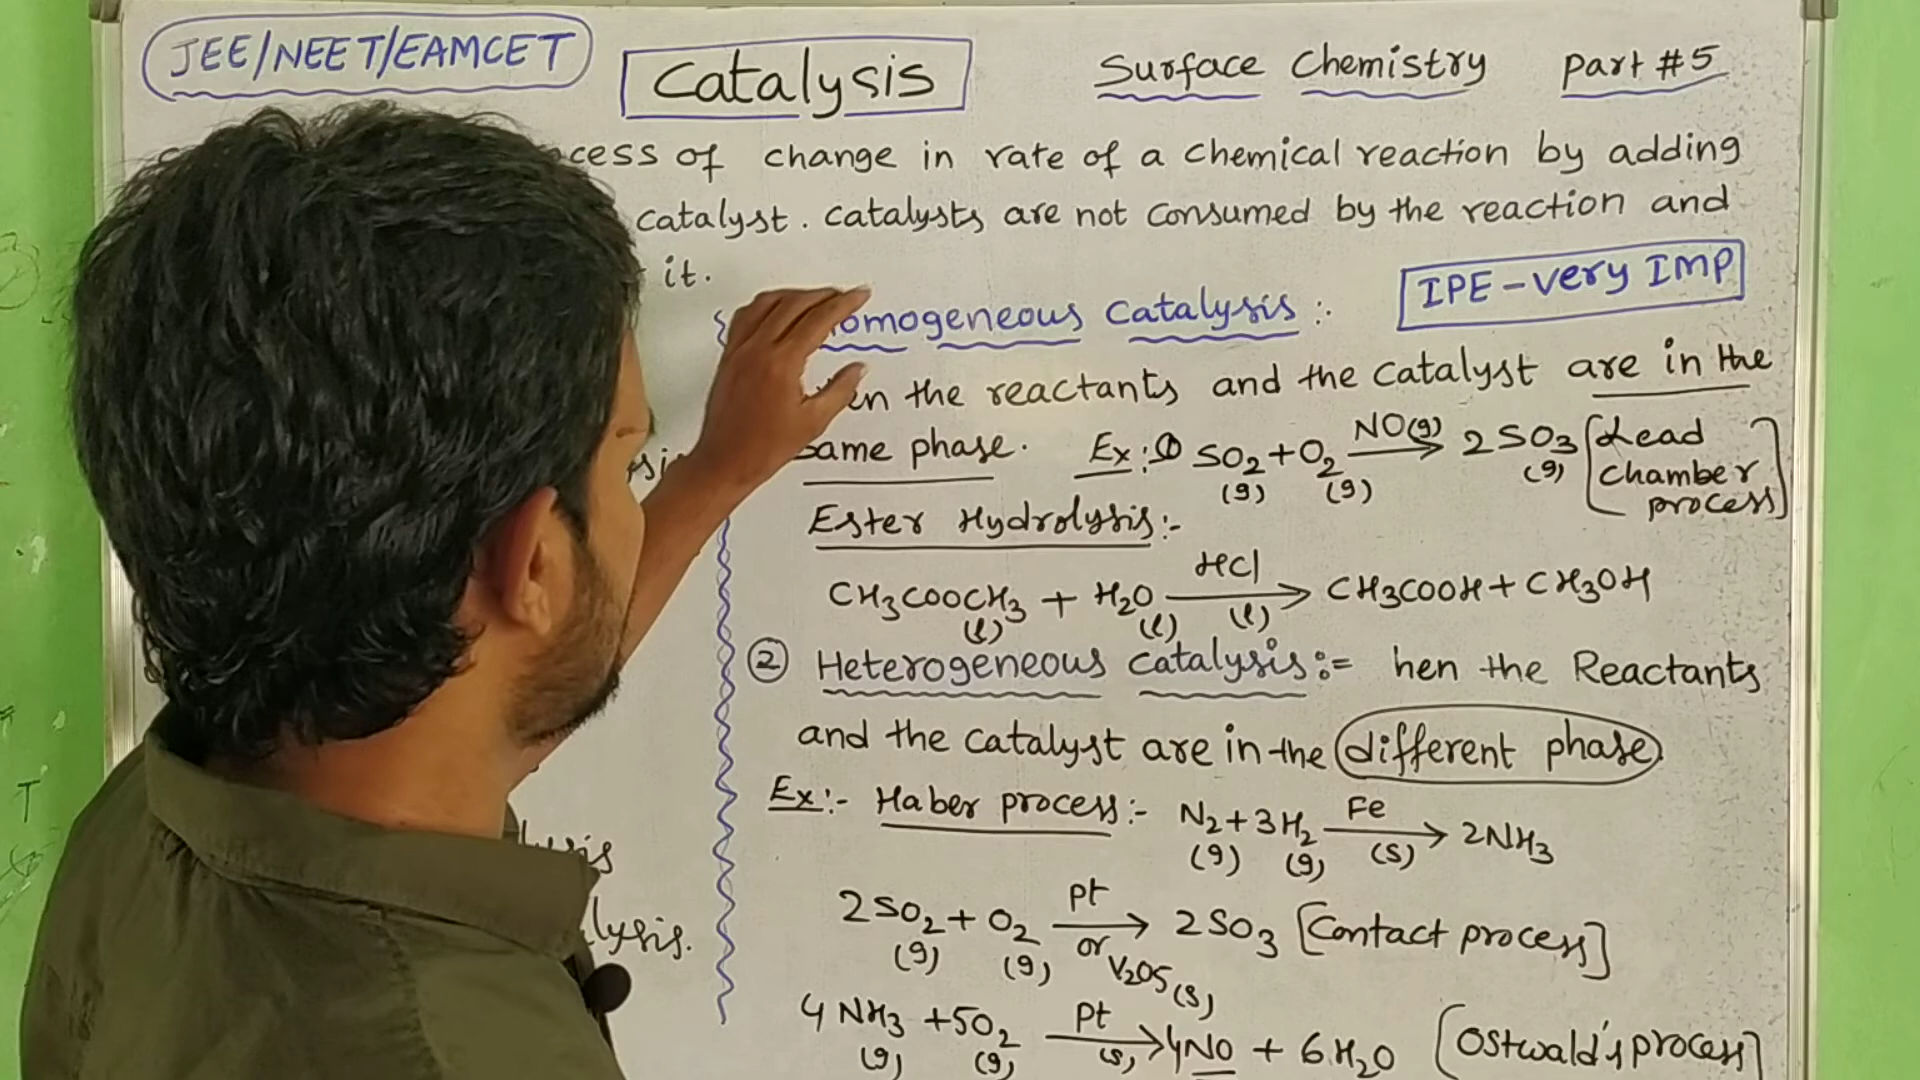 JEE/NEET/EAMCET
Catalysis
Surface Chemistry Part #5
of change in rate of a chemical reaction by adding
catalyst. catalysts are not consumed by the reaction and
it.
Catalysis :-
IPE - very IMP
the reactants and the catalyst are in the
same phase. Ex:① SO2 + O2 NO(g) → 2SO3 [Lead chamber process]
(g) (g) (g)
Ester Hydrolysis:-
CH3COOCH3 + H2O HCl → CH3COOH + CH3OH
(l) (l) (l)
② Heterogeneous catalysis:= hen the Reactants
and the catalyst are in the different phase.
Ex:- Haber process:- N2 + 3H2 Fe → 2NH3
(g) (g) (s)
2SO2 + O2 Pt or V2O5 (s) → 2SO3 [Contact process]
(g) (g)
4NH3 + 5O2 Pt → 4NO + 6H2O [Ostwald's process]
(g) (g) (s)